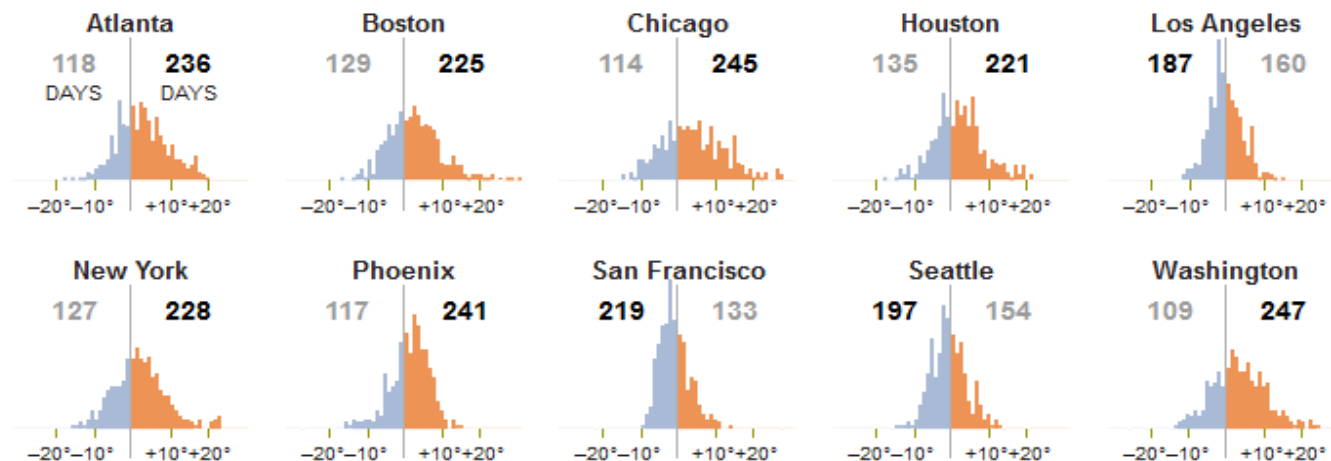 Atlanta Boston Chicago Houston Los Angeles
118 236 129 225 114 245 135 221 187 160
DAYS DAYS
–20°–10° +10°+20° –20°–10° +10°+20° –20°–10° +10°+20° –20°–10° +10°+20° –20°–10° +10°+20°
New York Phoenix San Francisco Seattle Washington
127 228 117 241 219 133 197 154 109 247
–20°–10° +10°+20° –20°–10° +10°+20° –20°–10° +10°+20° –20°–10° +10°+20° –20°–10° +10°+20°